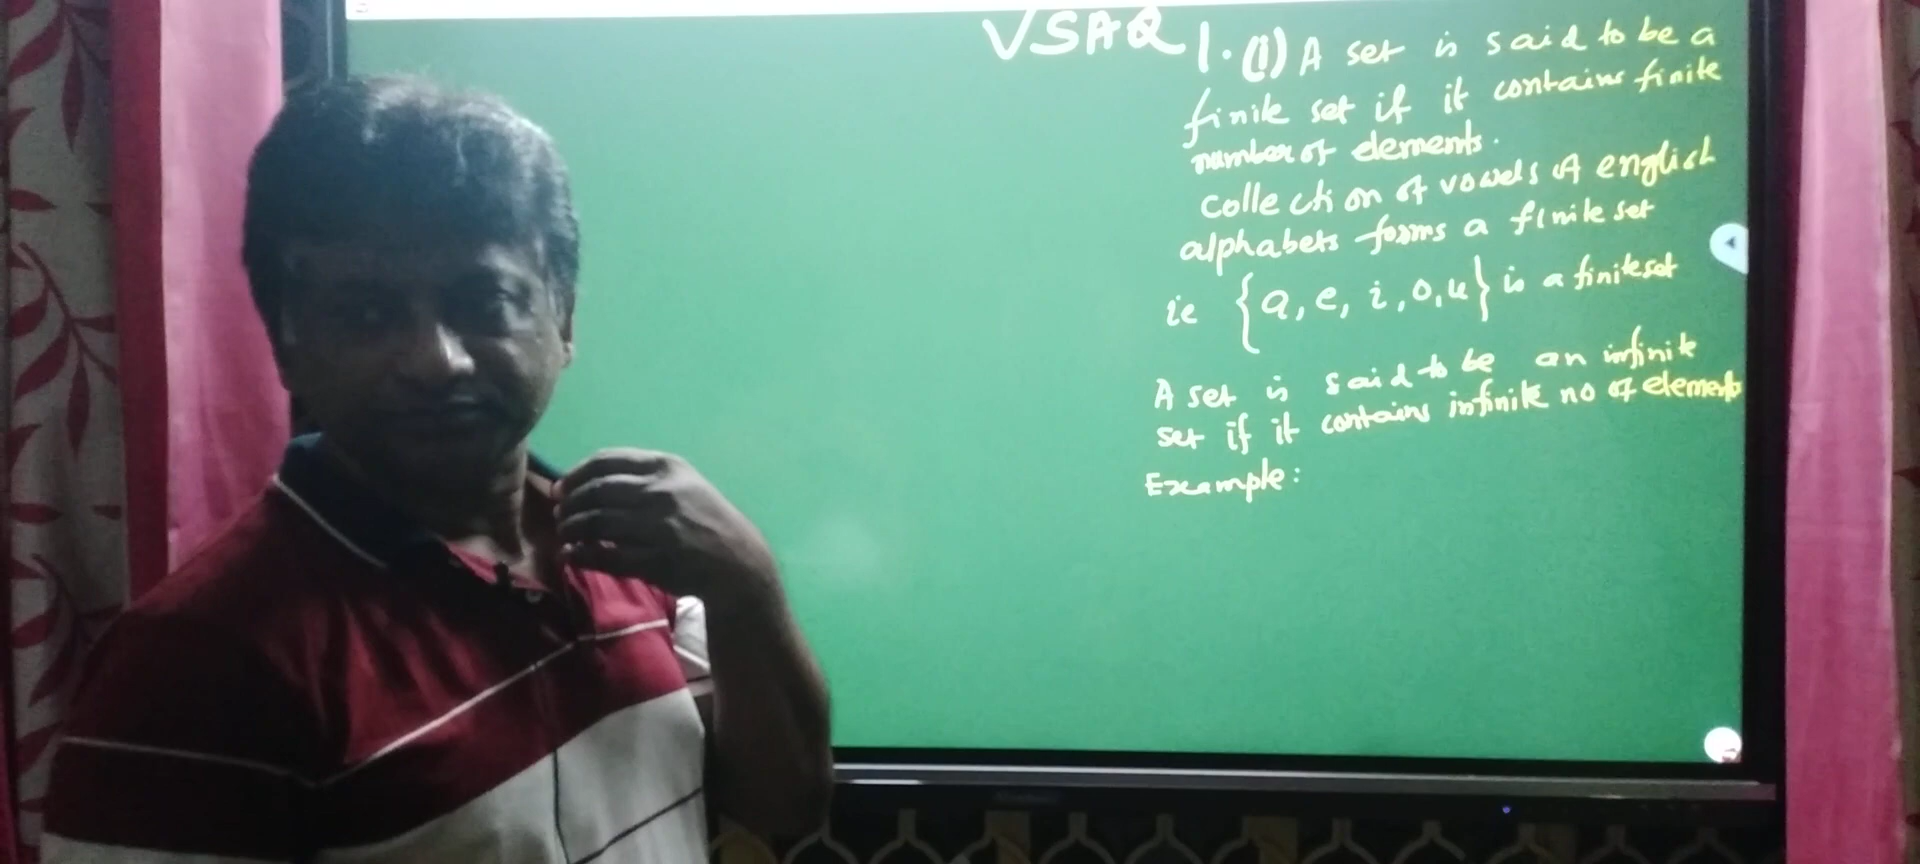 VSAQ 1. (i) A set is said to be a
finite set if it contains finite
number of elements.
collection of vowels of english
alphabets forms a finite set
ie {a, e, i, o, u} is a finite set
A set is said to be an infinite
set if it contains infinite no of elements
Example: